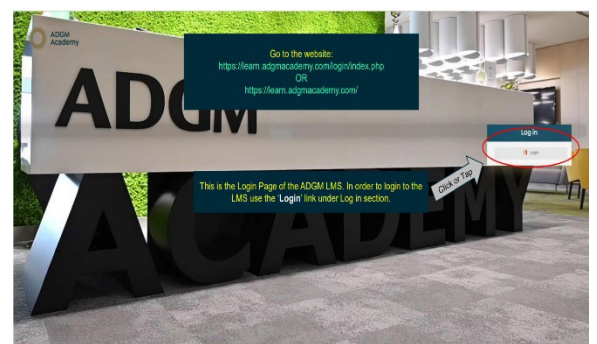 ADGM
Academy
Go to the website:
https://learn.adgmacademy.com/login/index.php
OR
https://learn.adgmacademy.com/
ADGM
Log in
Login
Click or Tap
This is the Login Page of the ADGM LMS. In order to login to the
LMS use the 'Login' link under Log in section.
ACADEMY